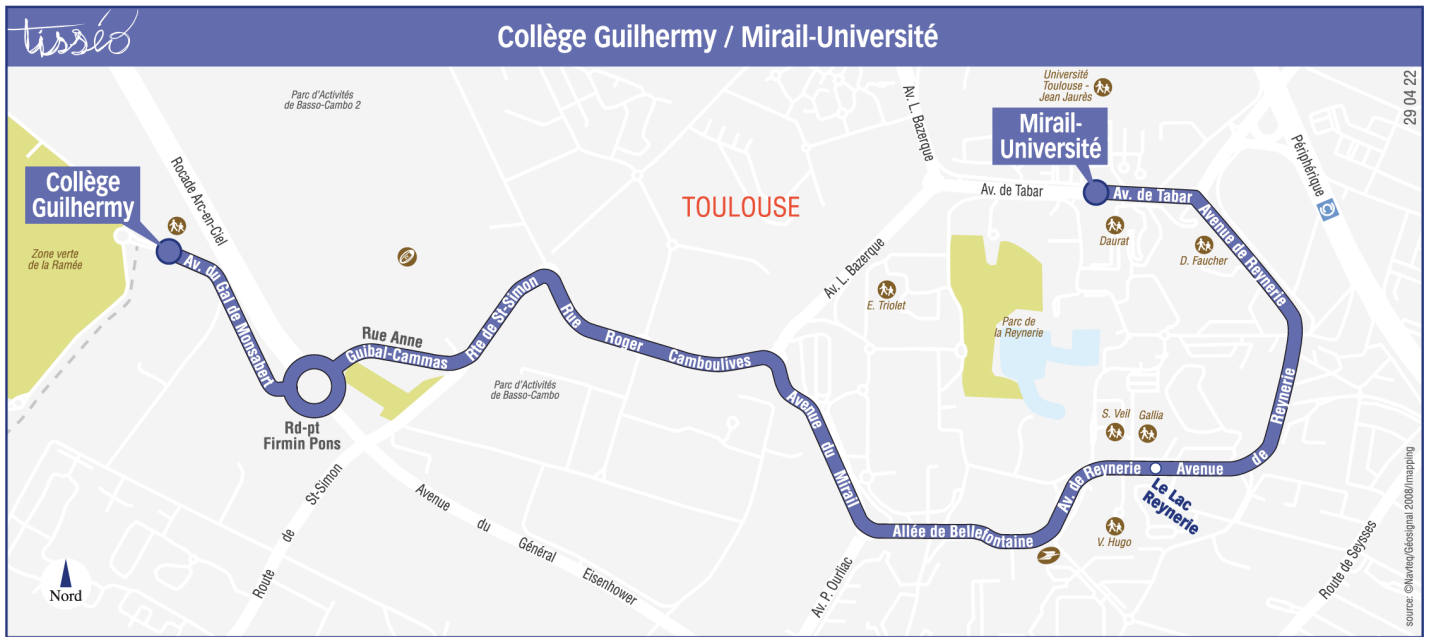 tisséo
Collège Guilhermy / Mirail-Université
29 04 22
Université
Toulouse -
Jean Jaurès
Parc d'Activités
de Basso-Cambo 2
Av. L. Bazerque
Mirail-
Université
Périphérique
Rocade Arc-en-Ciel
Collège
Guilhermy
TOULOUSE
Av. de Tabar
Av. de Tabar
Avenue de Reynerie
Daurat
D. Faucher
Zone verte
de la Ramée
Av. du Gal de Monsabert
Av. L. Bazerque
E. Triolet
Parc de
la Reynerie
Rue Anne
Guibal-Cammas
Rte de St-Simon
Rue Roger Camboulives
Parc d'Activités
de Basso-Cambo
Rd-pt
Firmin Pons
Avenue du Mirail
S. Veil
Gallia
Avenue de Reynerie
Av. de Reynerie
Le Lac
Reynerie
Allée de Bellefontaine
V. Hugo
Route de St-Simon
Avenue du Général Eisenhower
Av. P. Ourliac
Route de Seysses
Nord
source: ©Navteq/Géosignal 2008/Imapping